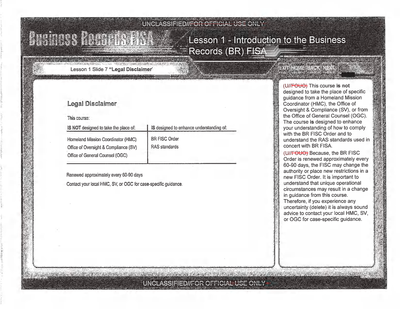 UNCLASSIFIED//FOR OFFICIAL USE ONLY
Business Records FISA
Lesson 1 - Introduction to the Business
Records (BR) FISA
Lesson 1 Slide 7 "Legal Disclaimer'
EXIT HOME BACK NEXT
Legal Disclaimer
This course:
IS NOT designed to take the place of:
IS designed to enhance understanding of:
Homeland Mission Coordinator (HMC)
BR FISC Order
Office of Oversight & Compliance (SV)
RAS standards
Office of General Counsel (OGC)
Renewed approximately every 60-90 days
Contact your local HMC, SV, or OGC for case-specific guidance.
(U//FOUO) This course is not
designed to take the place of specific
guidance from a Homeland Mission
Coordinator (HMC), the Office of
Oversight & Compliance (SV), or from
the Office of General Counsel (OGC).
The course is designed to enhance
your understanding of how to comply
with the BR FISC Order and to
understand the RAS standards used in
concert with BR FISA.
(U//FOUO) Because, the BR FISC
Order is renewed approximately every
60-90 days, the FISC may change the
authority or place new restrictions in a
new FISC Order. It is important to
understand that unique operational
circumstances may result in a change
in guidance from this course.
Therefore, if you experience any
uncertainty (delete) it is always sound
advice to contact your local HMC, SV,
or OGC for case-specific guidance.
UNCLASSIFIED//FOR OFFICIAL USE ONLY